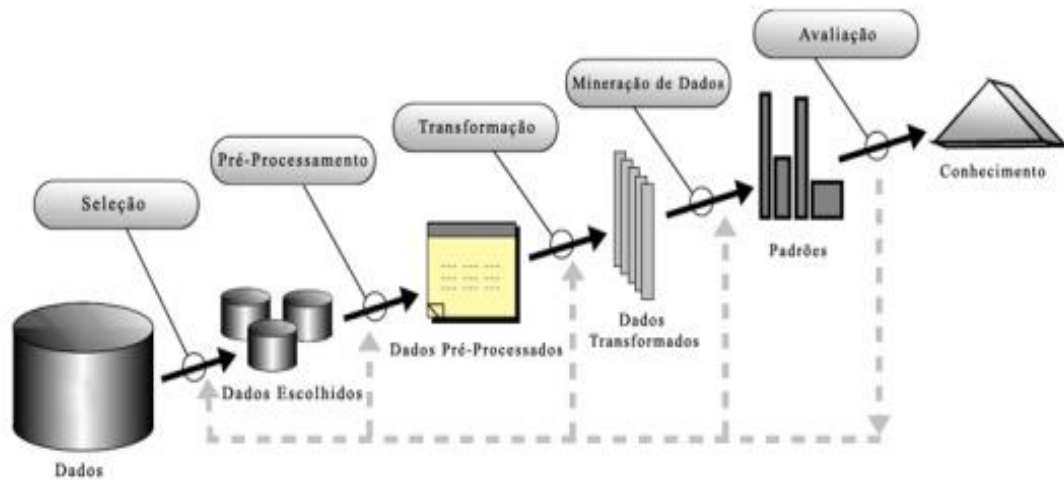 Avaliação
Mineração de Dados
Transformação
Pré-Processamento
Seleção
Conhecimento
Padrões
Dados
Transformados
Dados Pré-Processados
Dados Escolhidos
Dados